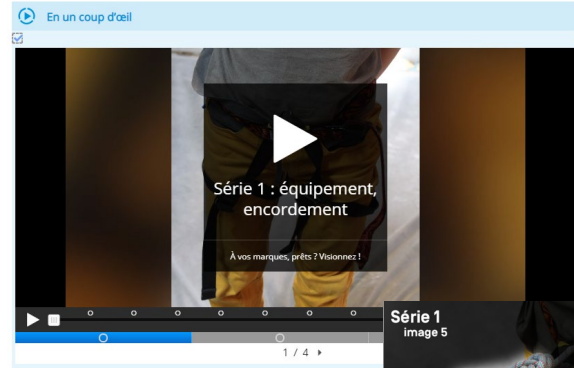 En un coup d'œil
Série 1 : équipement,
encordement
À vos marques, prêts ? Visionnez !
Série 1
image 5
1 / 4